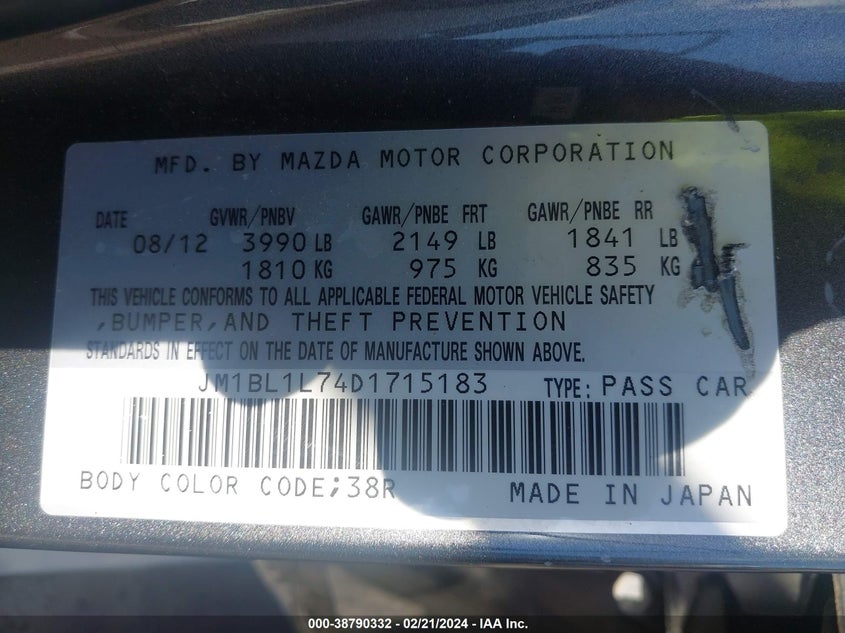 MFD. BY MAZDA MOTOR CORPORATION
DATE GVWR/PNBV GAWR/PNBE FRT GAWR/PNBE RR
08/12 3990 LB 2149 LB 1841 LB
1810 KG 975 KG 835 KG
THIS VEHICLE CONFORMS TO ALL APPLICABLE FEDERAL MOTOR VEHICLE SAFETY
,BUMPER,AND THEFT PREVENTION
STANDARDS IN EFFECT ON THE DATE OF MANUFACTURE SHOWN ABOVE.
JM1BL1L74D1715183 TYPE: PASS CAR
BODY COLOR CODE;38R MADE IN JAPAN
000-38790332 - 02/21/2024 - IAA Inc.